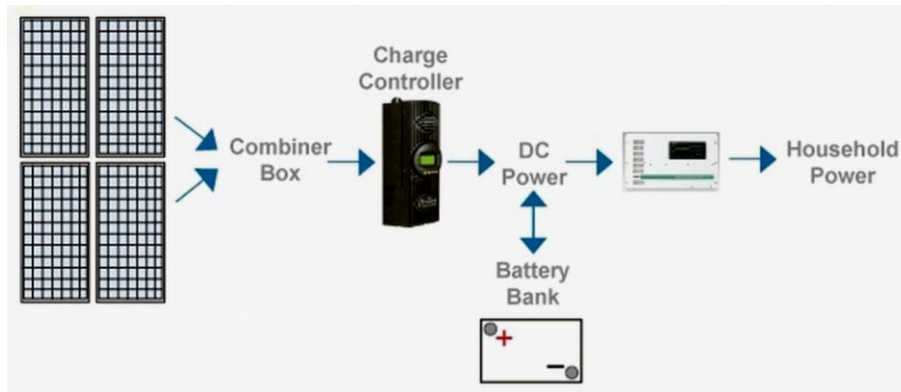 Charge
Controller
Combiner
Box
DC
Power
Household
Power
Battery
Bank
+
−